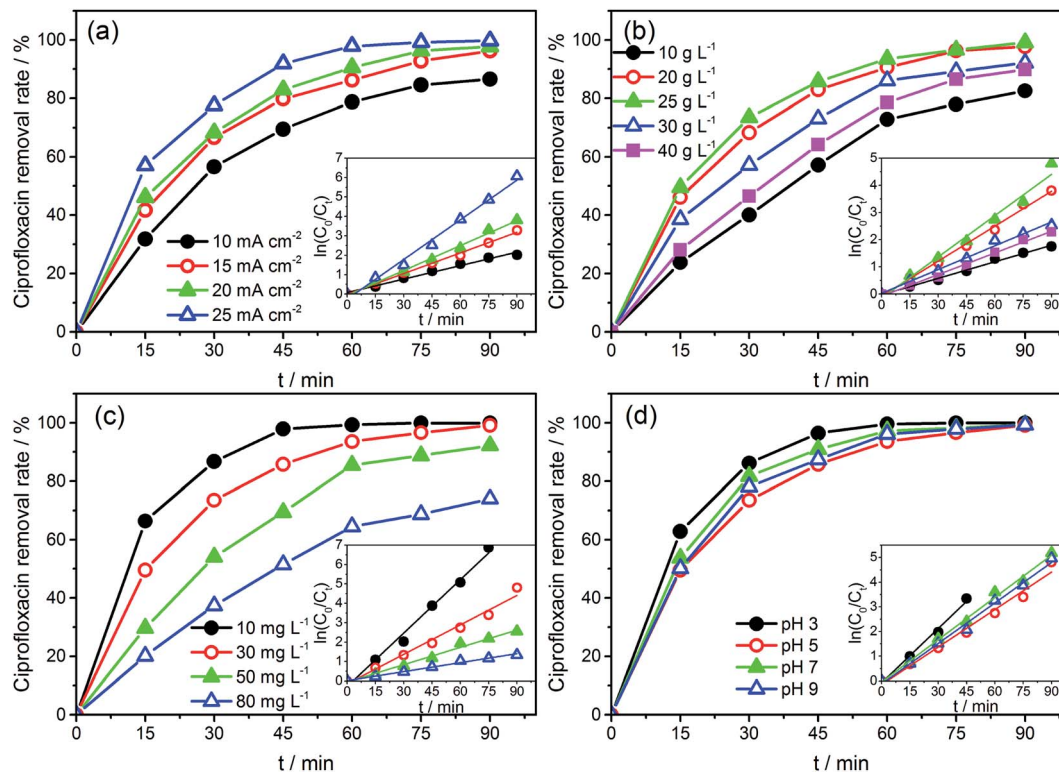 (a)
Ciprofloxacin removal rate / %
100
80
60
40
20
0
0 15 30 45 60 75 90
t / min
10 mA cm⁻²
15 mA cm⁻²
20 mA cm⁻²
25 mA cm⁻²
ln(C₀/Cₜ)
7
6
5
4
3
2
1
0
0 15 30 45 60 75 90
t / min
(b)
Ciprofloxacin removal rate / %
100
80
60
40
20
0
0 15 30 45 60 75 90
t / min
10 g L⁻¹
20 g L⁻¹
25 g L⁻¹
30 g L⁻¹
40 g L⁻¹
ln(C₀/Cₜ)
5
4
3
2
1
0
0 15 30 45 60 75 90
t / min
(c)
Ciprofloxacin removal rate / %
100
80
60
40
20
0
0 15 30 45 60 75 90
t / min
10 mg L⁻¹
30 mg L⁻¹
50 mg L⁻¹
80 mg L⁻¹
ln(C₀/Cₜ)
7
6
5
4
3
2
1
0
0 15 30 45 60 75 90
t / min
(d)
Ciprofloxacin removal rate / %
100
80
60
40
20
0
0 15 30 45 60 75 90
t / min
pH 3
pH 5
pH 7
pH 9
ln(C₀/Cₜ)
5
4
3
2
1
0
0 15 30 45 60 75 90
t / min